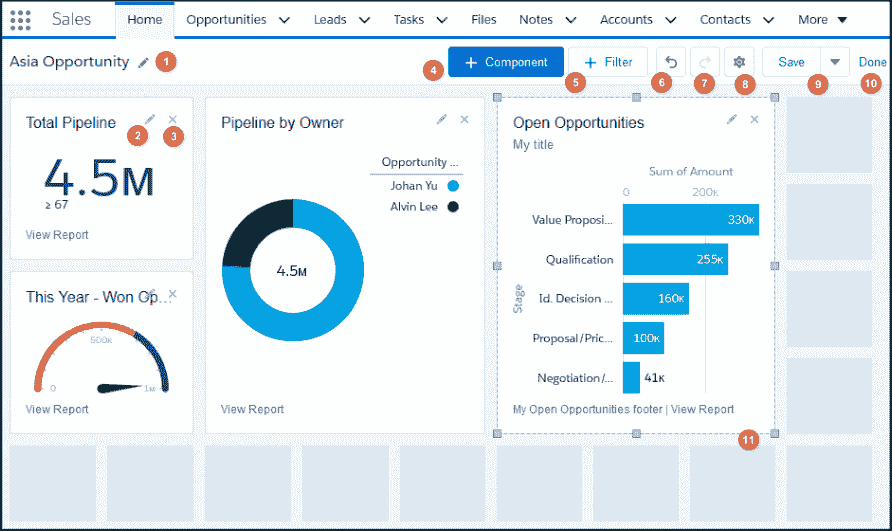 Sales Home Opportunities Leads Tasks Files Notes Accounts Contacts More
Asia Opportunity 1 4 + Component 5 + Filter 6 7 8 Save 9 Done 10
Total Pipeline
2 3
4.5M
≥ 67
View Report
This Year - Won Op...
500K
0 1M
View Report
Pipeline by Owner
Opportunity ...
Johan Yu
Alvin Lee
4.5M
View Report
Open Opportunities
My title
Sum of Amount
0 200K
Stage
Value Proposi... 330K
Qualification 255K
Id. Decision ... 160K
Proposal/Pric... 100K
Negotiation/... 41K
My Open Opportunities footer | View Report
11